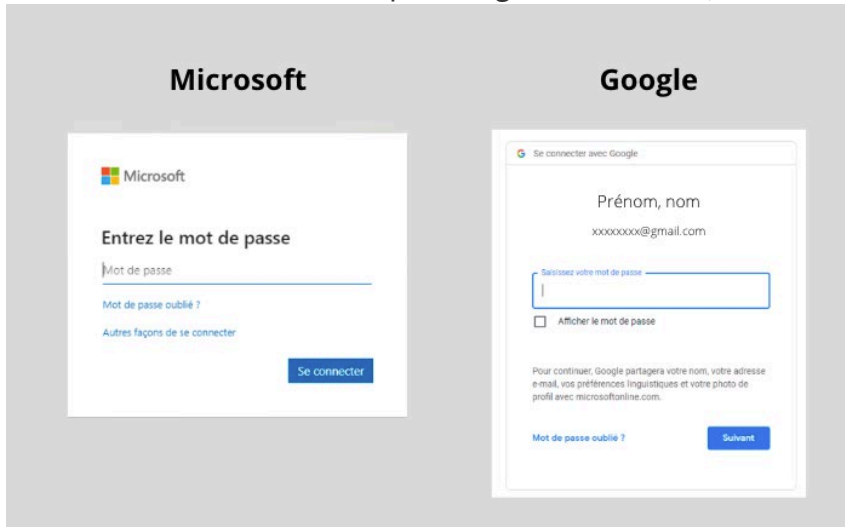 Microsoft
Microsoft
Entrez le mot de passe
Mot de passe
Mot de passe oublié ?
Autres façons de se connecter
Se connecter
Google
G Se connecter avec Google
Prénom, nom
xxxxxxxx@gmail.com
Saisissez votre mot de passe
Afficher le mot de passe
Pour continuer, Google partagera votre nom, votre adresse
e-mail, vos préférences linguistiques et votre photo de
profil avec microsoftonline.com.
Mot de passe oublié ?
Suivant